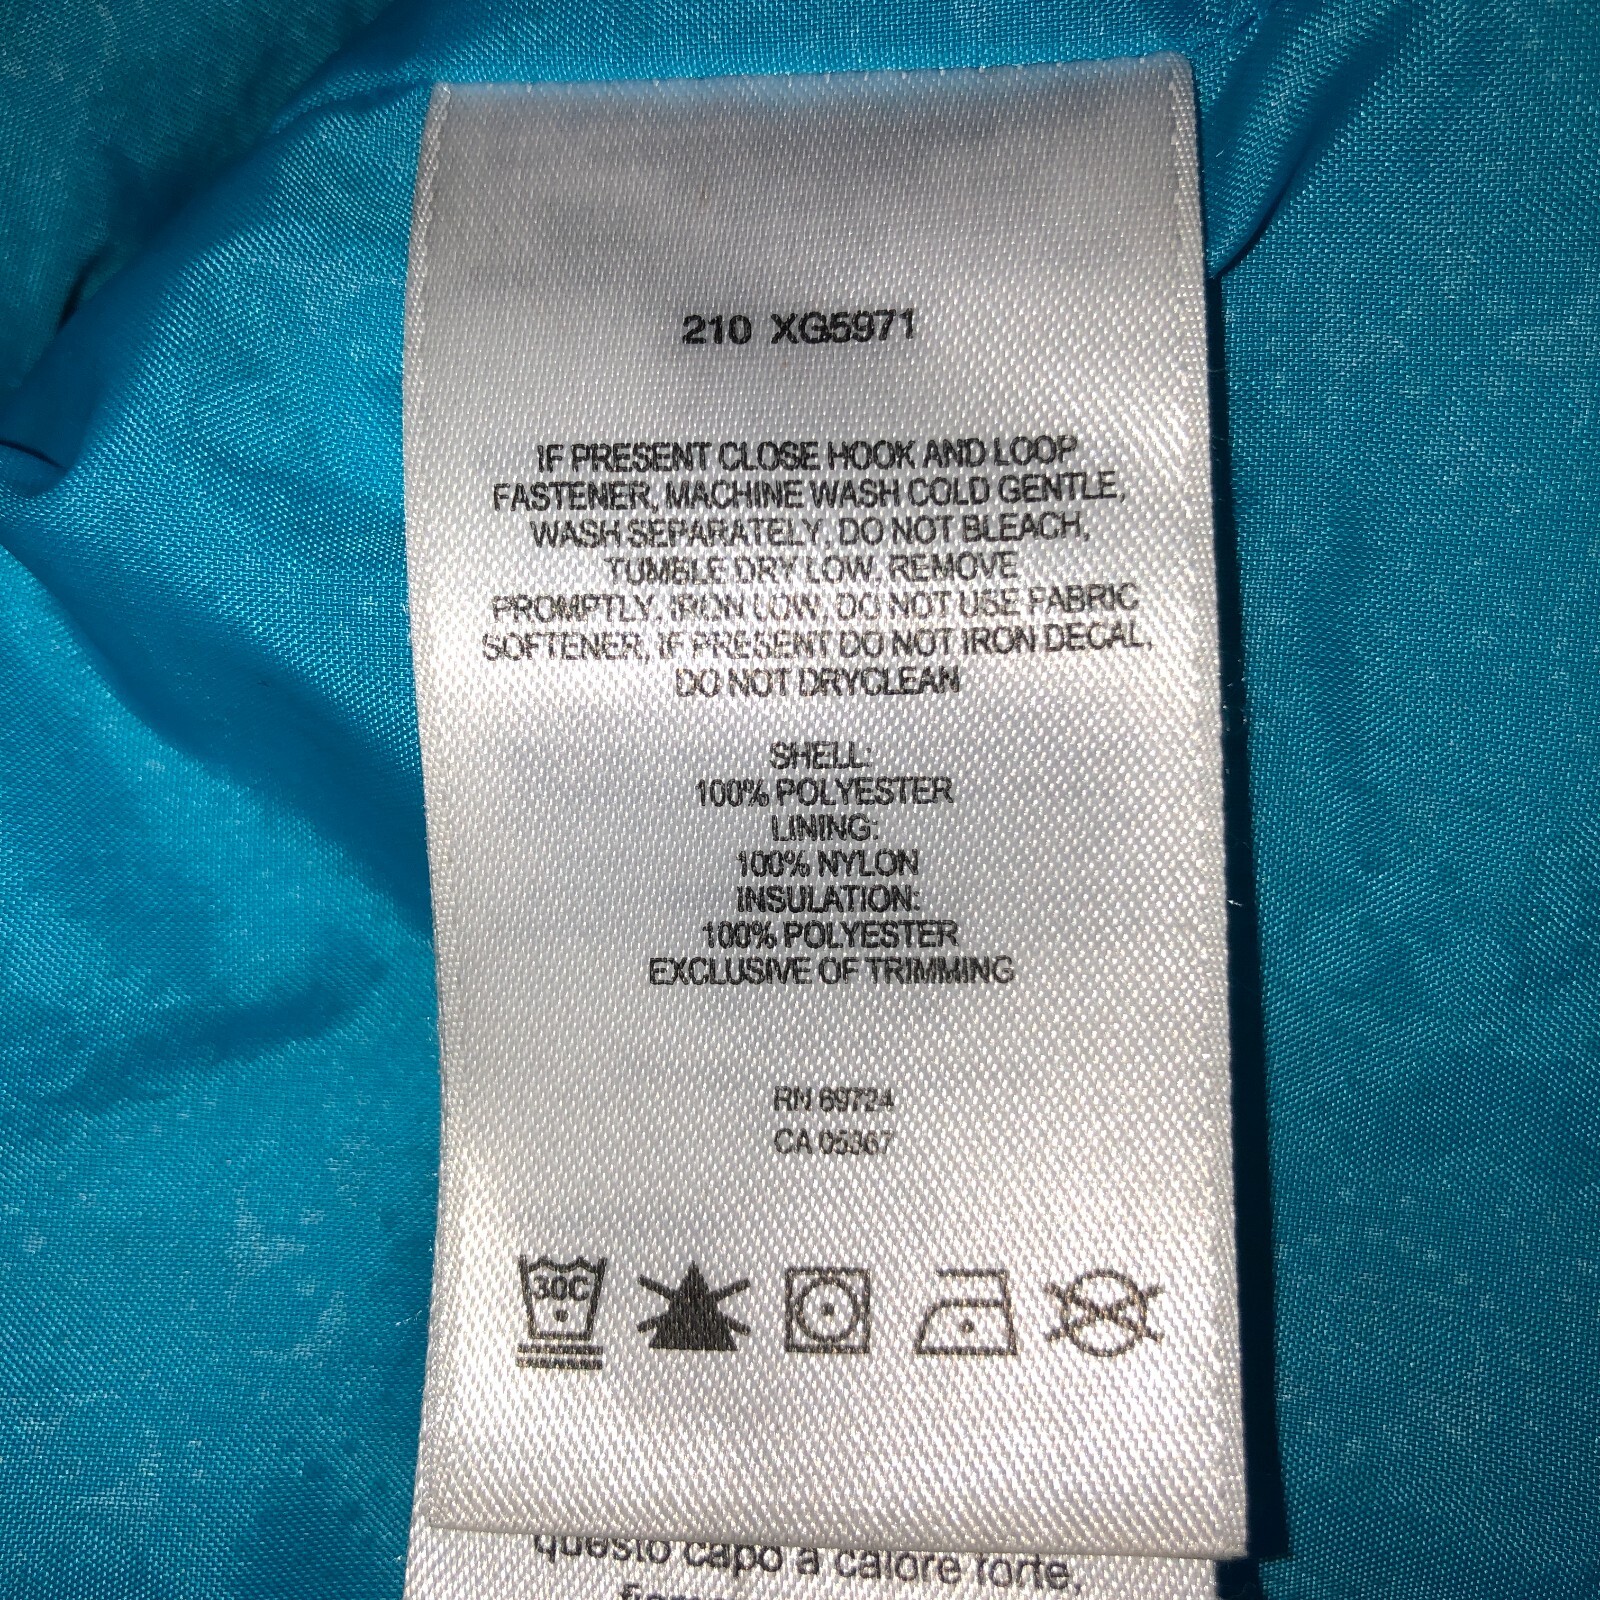 210 XG5971
IF PRESENT CLOSE HOOK AND LOOP
FASTENER, MACHINE WASH COLD GENTLE,
WASH SEPARATELY, DO NOT BLEACH,
TUMBLE DRY LOW, REMOVE
PROMPTLY, IRON LOW, DO NOT USE FABRIC
SOFTENER, IF PRESENT DO NOT IRON DECAL,
DO NOT DRYCLEAN
SHELL:
100% POLYESTER
LINING:
100% NYLON
INSULATION:
100% POLYESTER
EXCLUSIVE OF TRIMMING
RN 69724
CA 05367
30C
questo capo a calore forte,